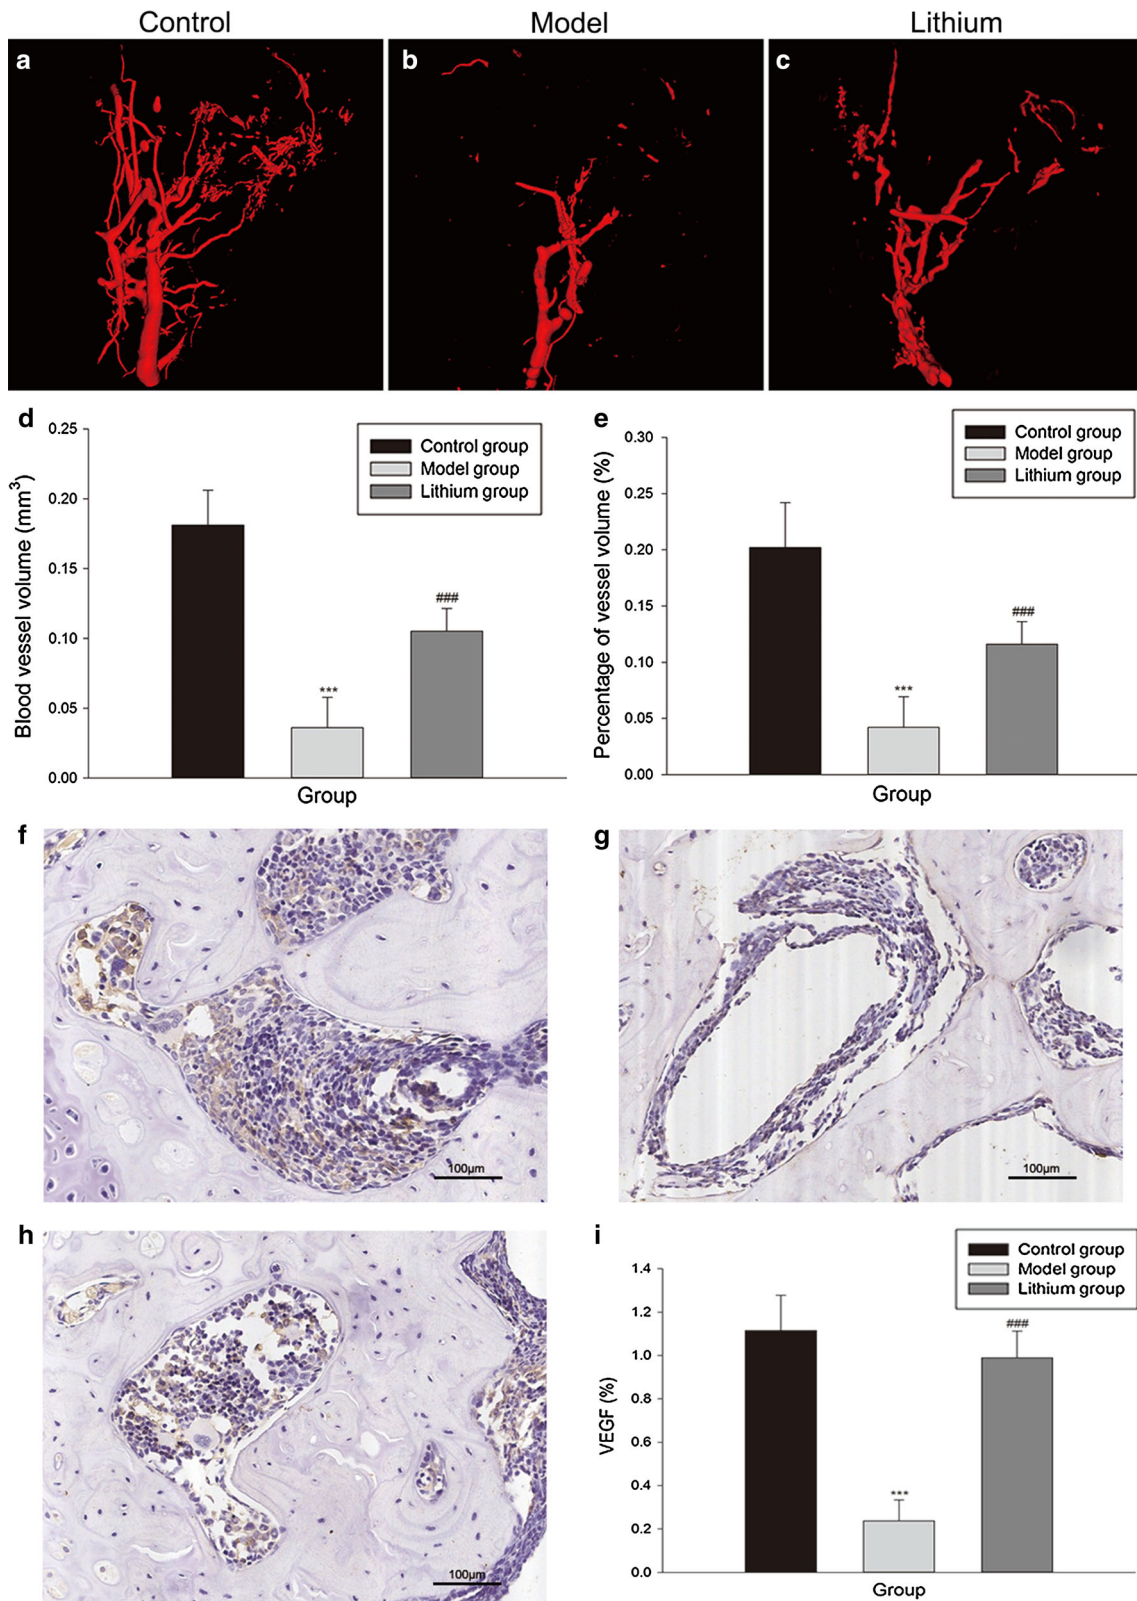 Control Model Lithium
a b c
d
Blood vessel volume (mm³)
0.25
0.20
0.15
0.10
0.05
0.00
Control group
Model group
Lithium group
***
###
Group
e
Percentage of vessel volume (%)
0.30
0.25
0.20
0.15
0.10
0.05
0.00
Control group
Model group
Lithium group
***
###
Group
f
100µm
g
100µm
h
100µm
i
VEGF (%)
1.4
1.2
1.0
0.8
0.6
0.4
0.2
0.0
Control group
Model group
Lithium group
***
###
Group